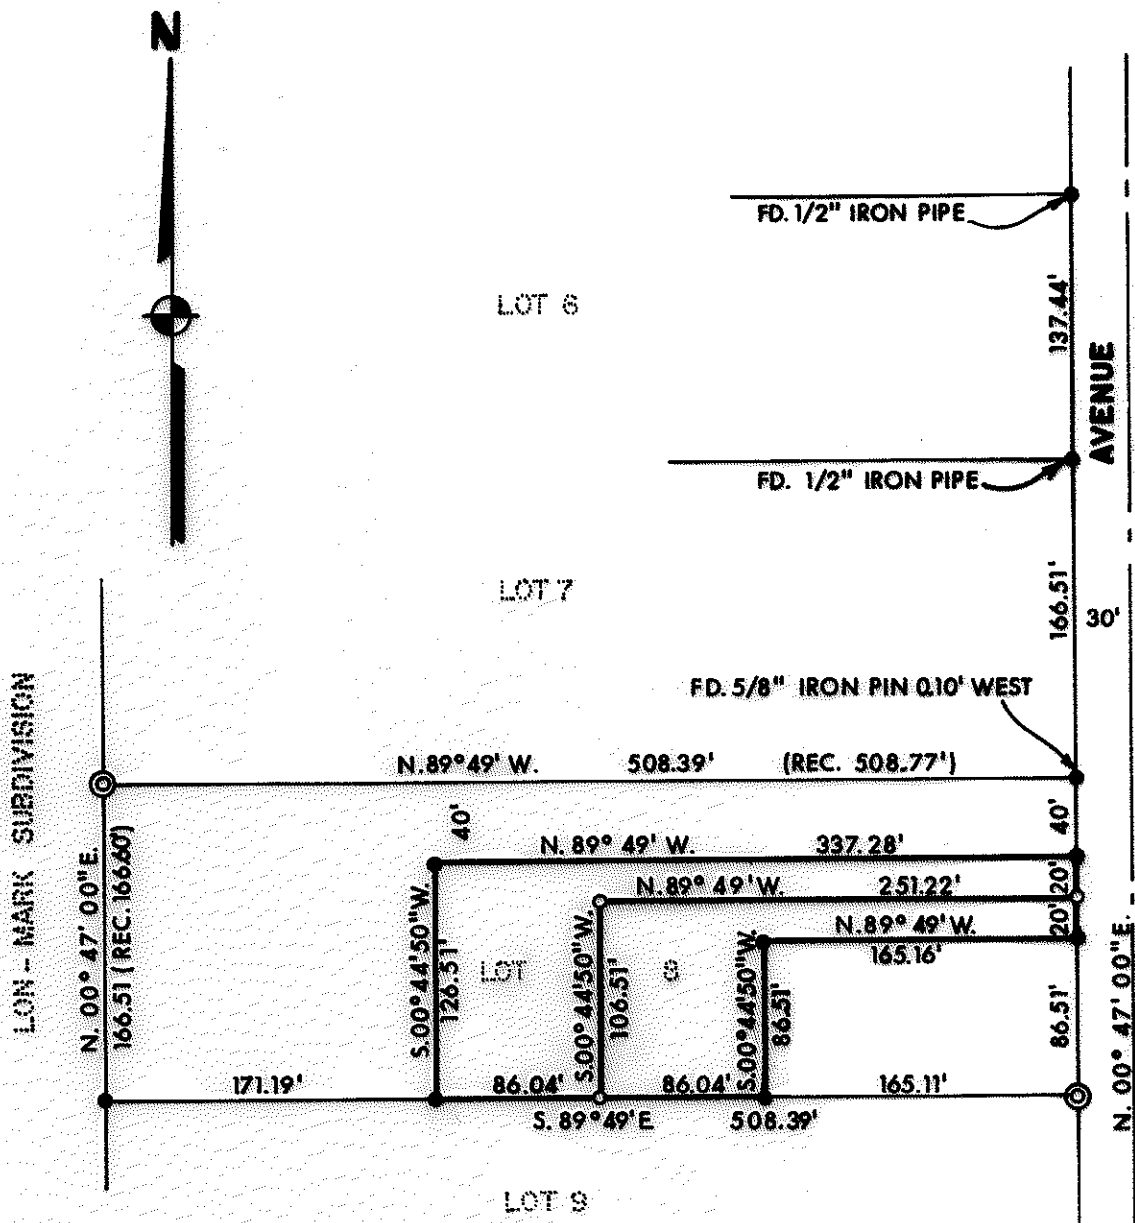 N
FD. 1/2" IRON PIPE
LOT 6
137.44'
AVENUE
FD. 1/2" IRON PIPE
LOT 7
166.51'
30'
FD. 5/8" IRON PIN 0.10' WEST
LON - MARK SUBDIVISION
N. 89° 49' W. 508.39' (REC. 508.77')
40'
40'
N. 89° 49' W. 337.28'
N. 89° 49' W. 251.22'
20'
N. 89° 49' W.
20'
165.16'
N. 00° 47' 00" E.
166.51 (REC. 166.60')
S. 00° 44' 50" W.
126.51'
LOT 8
S. 00° 44' 50" W.
106.51'
S. 00° 44' 50" W.
86.51'
86.51'
N. 00° 47' 00" E.
171.19' 86.04' 86.04' 165.11'
S. 89° 49' E. 508.39'
LOT 9